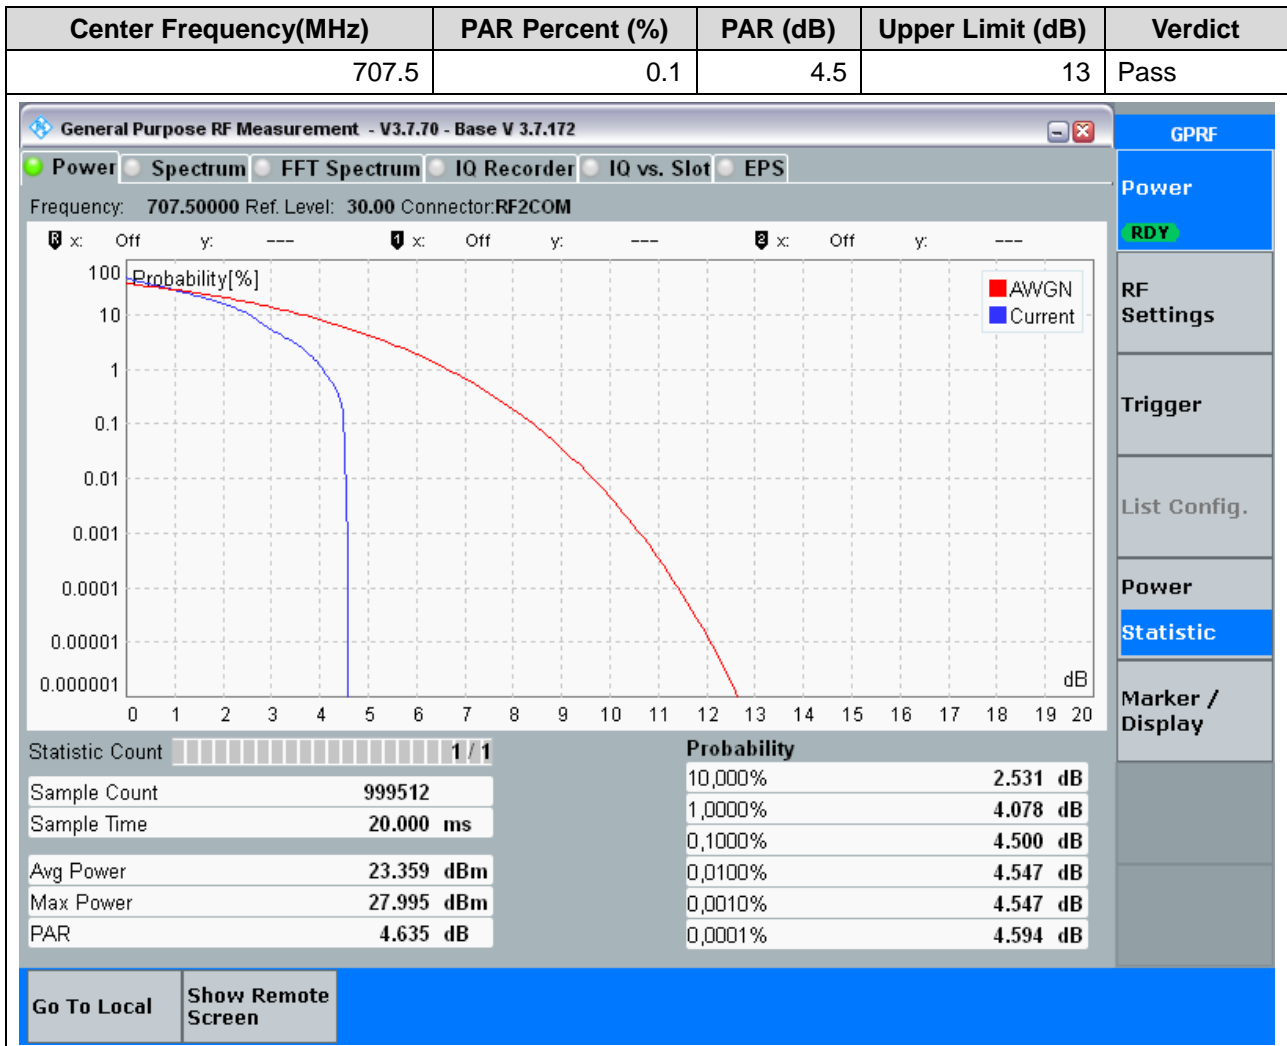 Center Frequency(MHz) PAR Percent (%) PAR (dB) Upper Limit (dB) Verdict
707.5 0.1 4.5 13 Pass
General Purpose RF Measurement - V3.7.70 - Base V 3.7.172
GPRF
Power Spectrum FFT Spectrum IQ Recorder IQ vs. Slot EPS
Frequency: 707.50000 Ref. Level: 30.00 Connector:RF2COM
R x: Off y: --- 1 x: Off y: --- 2 x: Off y: ---
Probability[%]
AWGN
Current
100
10
1
0.1
0.01
0.001
0.0001
0.00001
0.000001
dB
0 1 2 3 4 5 6 7 8 9 10 11 12 13 14 15 16 17 18 19 20
Statistic Count 1 / 1
Sample Count 999512
Sample Time 20.000 ms
Avg Power 23.359 dBm
Max Power 27.995 dBm
PAR 4.635 dB
Probability
10,000% 2.531 dB
1,0000% 4.078 dB
0,1000% 4.500 dB
0,0100% 4.547 dB
0,0010% 4.547 dB
0,0001% 4.594 dB
Power
RDY
RF
Settings
Trigger
List Config.
Power
Statistic
Marker /
Display
Go To Local
Show Remote
Screen